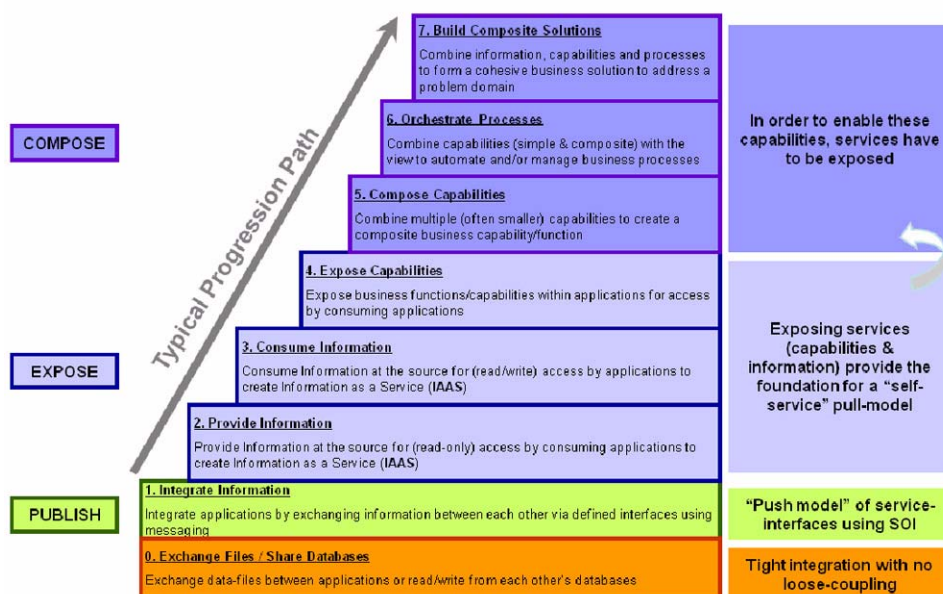 7. Build Composite Solutions
Combine information, capabilities and processes
to form a cohesive business solution to address a
problem domain
6. Orchestrate Processes
Combine capabilities (simple & composite) with the
view to automate and/or manage business processes
5. Compose Capabilities
Combine multiple (often smaller) capabilities to create a
composite business capability/function
COMPOSE
In order to enable these
capabilities, services have
to be exposed
Typical Progression Path
4. Expose Capabilities
Expose business functions/capabilities within applications for access
by consuming applications
3. Consume Information
Consume Information at the source for (read/write) access by applications to
create Information as a Service (IAAS)
2. Provide Information
Provide Information at the source for (read-only) access by consuming applications to
create Information as a Service (IAAS)
EXPOSE
Exposing services
(capabilities &
information) provide the
foundation for a “self-
service” pull-model
PUBLISH
1. Integrate Information
Integrate applications by exchanging information between each other via defined interfaces using
messaging
“Push model” of service-
interfaces using SOI
0. Exchange Files / Share Databases
Exchange data-files between applications or read/write from each other's databases
Tight integration with no
loose-coupling